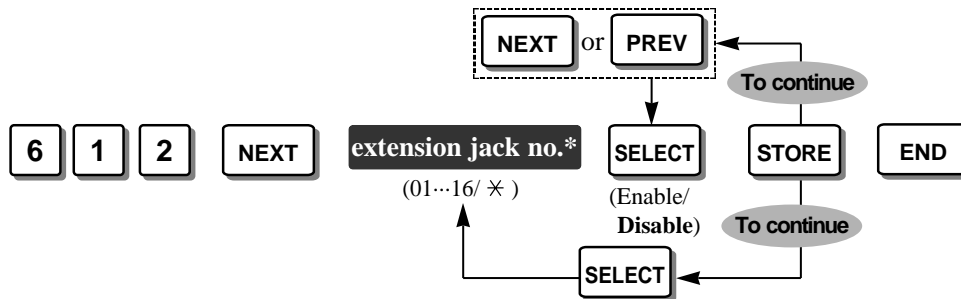 NEXT or PREV
To continue
6 1 2 NEXT extension jack no.* SELECT STORE END
(01···16/ ✳ )
(Enable/
Disable)
To continue
SELECT